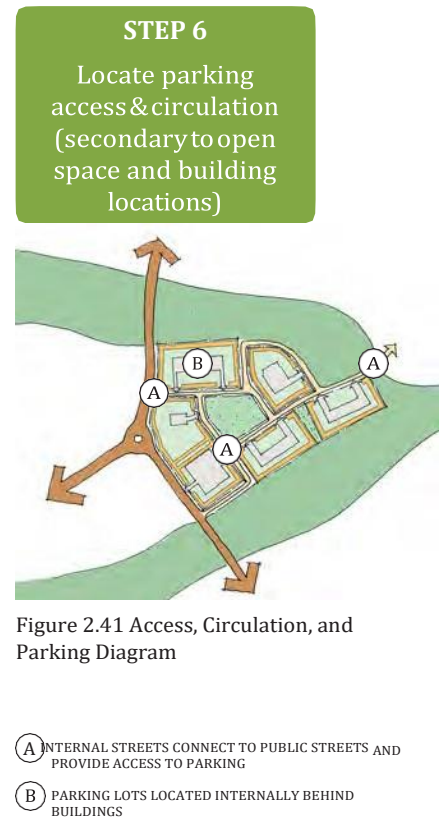 STEP 6
Locate parking
access & circulation
(secondary to open
space and building
locations)
B
A
A
A
Figure 2.41 Access, Circulation, and
Parking Diagram
A INTERNAL STREETS CONNECT TO PUBLIC STREETS AND
PROVIDE ACCESS TO PARKING
B PARKING LOTS LOCATED INTERNALLY BEHIND
BUILDINGS